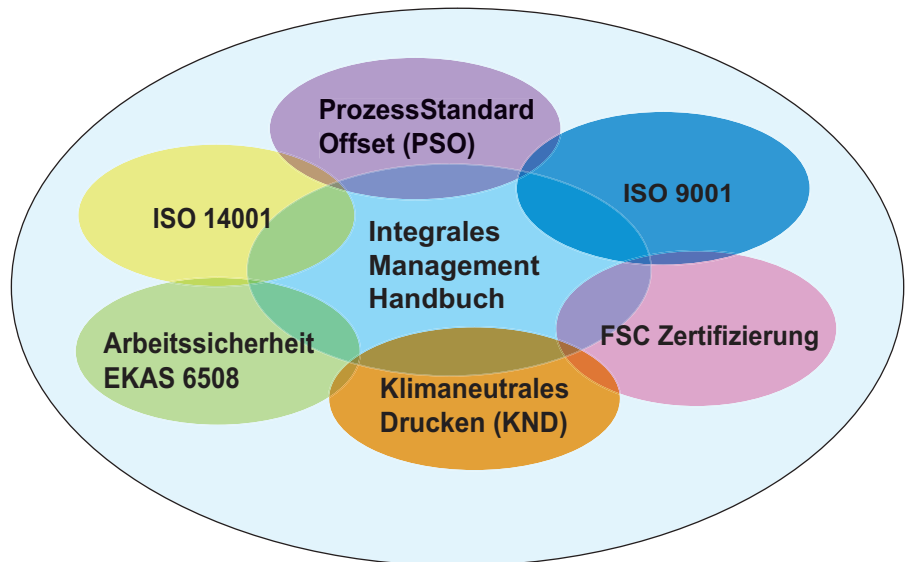 ProzessStandard
Offset (PSO)
ISO 14001
ISO 9001
Integrales
Management
Handbuch
Arbeitssicherheit
EKAS 6508
FSC Zertifizierung
Klimaneutrales
Drucken (KND)